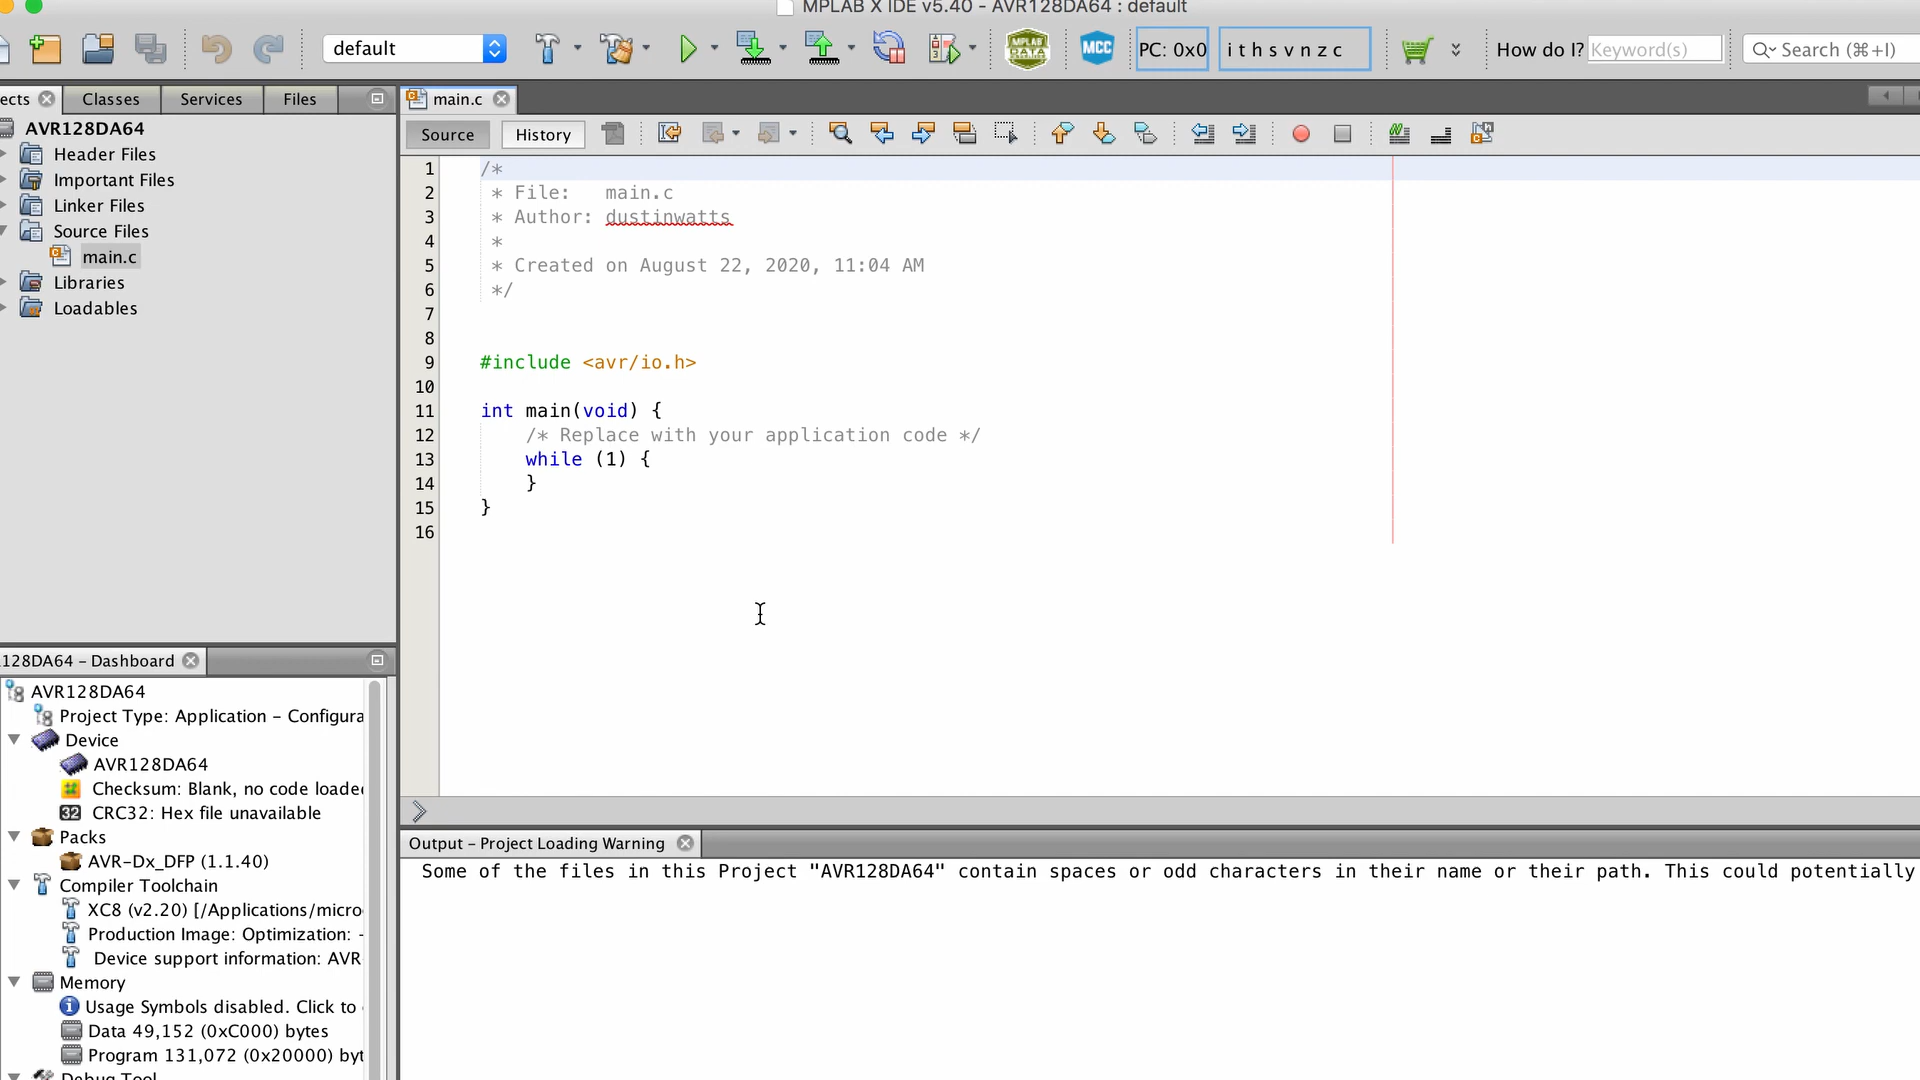 MPLAB X IDE v5.40 - AVR128DA64 : default
default
MPLAB DATA
MCC
PC: 0x0
i t h s v n z c
How do I?
Keyword(s)
Search (⌘+I)
ects
Classes
Services
Files
main.c
Source
History
AVR128DA64
Header Files
Important Files
Linker Files
Source Files
main.c
Libraries
Loadables
1 /*
2 * File:   main.c
3 * Author: dustinwatts
4 *
5 * Created on August 22, 2020, 11:04 AM
6 */
7
8
9 #include <avr/io.h>
10
11 int main(void) {
12 /* Replace with your application code */
13 while (1) {
14 }
15 }
16
128DA64 – Dashboard
AVR128DA64
Project Type: Application – Configura
Device
AVR128DA64
Checksum: Blank, no code loade
32 CRC32: Hex file unavailable
Packs
AVR–Dx_DFP (1.1.40)
Compiler Toolchain
XC8 (v2.20) [/Applications/micro
Production Image: Optimization: –
Device support information: AVR
Memory
Usage Symbols disabled. Click to
Data 49,152 (0xC000) bytes
Program 131,072 (0x20000) byt
Debug Tool
Output – Project Loading Warning
Some of the files in this Project "AVR128DA64" contain spaces or odd characters in their name or their path. This could potentially